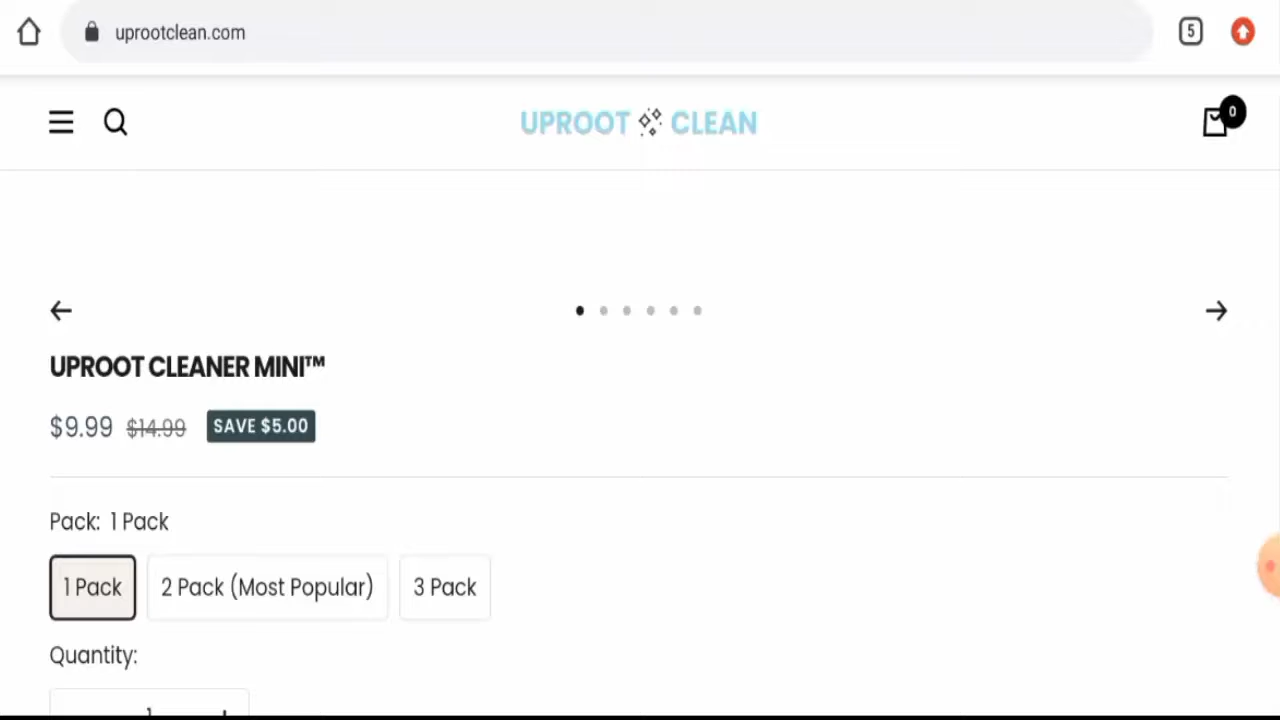 uprootclean.com
5
UPROOT CLEAN
0
UPROOT CLEANER MINI™
$9.99 $14.99 SAVE $5.00
Pack: 1 Pack
1 Pack 2 Pack (Most Popular) 3 Pack
Quantity: